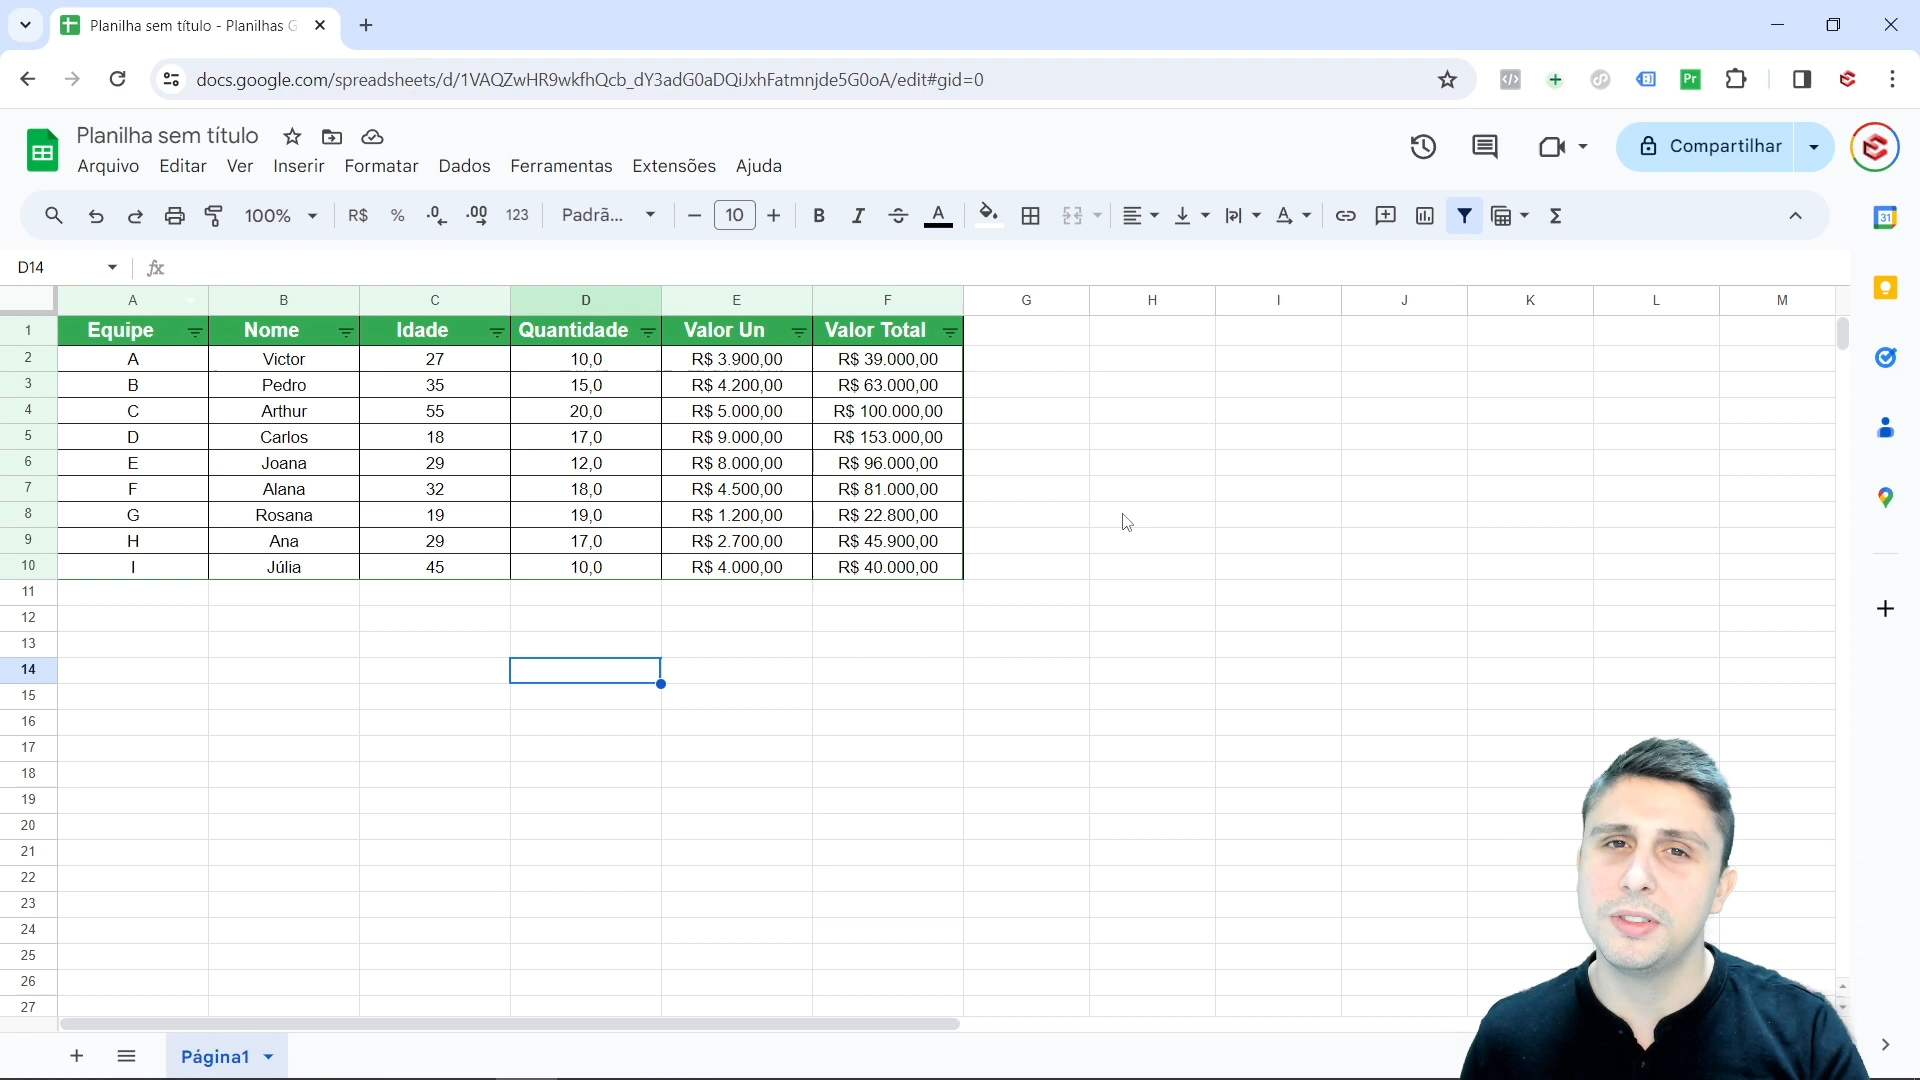 Planilha sem título - Planilhas G
docs.google.com/spreadsheets/d/1VAQZwHR9wkfhQcb_dY3adG0aDQiJxhFatmnjde5G0oA/edit#gid=0
Pr
Planilha sem título
Arquivo Editar Ver Inserir Formatar Dados Ferramentas Extensões Ajuda
Compartilhar
100% R$ % .0 .00 123 Padrã... 10 B I A Σ
31
D14 fx
A B C D E F G H I J K L M
1 Equipe Nome Idade Quantidade Valor Un Valor Total
2 A Victor 27 10,0 R$ 3.900,00 R$ 39.000,00
3 B Pedro 35 15,0 R$ 4.200,00 R$ 63.000,00
4 C Arthur 55 20,0 R$ 5.000,00 R$ 100.000,00
5 D Carlos 18 17,0 R$ 9.000,00 R$ 153.000,00
6 E Joana 29 12,0 R$ 8.000,00 R$ 96.000,00
7 F Alana 32 18,0 R$ 4.500,00 R$ 81.000,00
8 G Rosana 19 19,0 R$ 1.200,00 R$ 22.800,00
9 H Ana 29 17,0 R$ 2.700,00 R$ 45.900,00
10 I Júlia 45 10,0 R$ 4.000,00 R$ 40.000,00
11
12
13
14
15
16
17
18
19
20
21
22
23
24
25
26
27
Página1